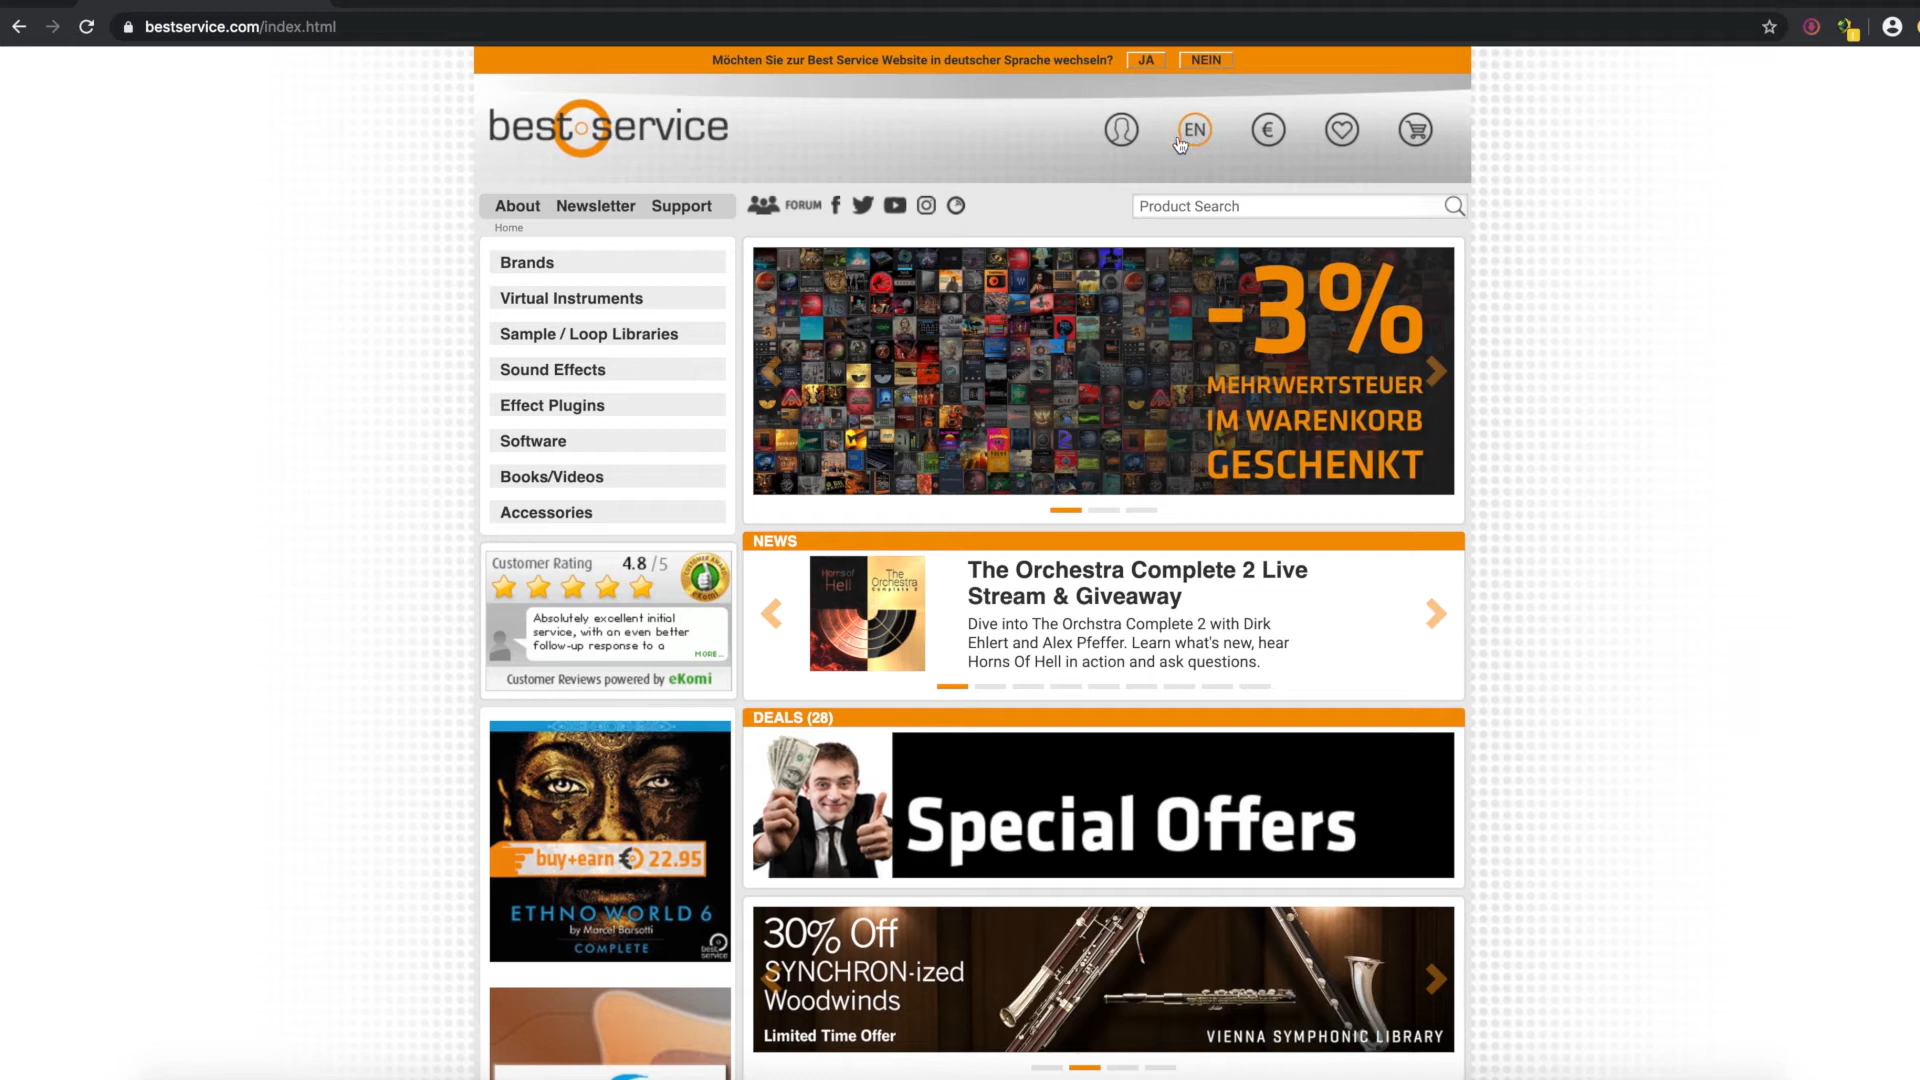 bestservice.com/index.html
Möchten Sie zur Best Service Website in deutscher Sprache wechseln? JA NEIN
best service
EN
€
About Newsletter Support
FORUM
Product Search
Home
Brands
Virtual Instruments
Sample / Loop Libraries
Sound Effects
Effect Plugins
Software
Books/Videos
Accessories
-3%
MEHRWERTSTEUER
IM WARENKORB
GESCHENKT
Customer Rating 4.8 /5
CUSTOMER AWARD
eKomi
Absolutely excellent initial
service, with an even better
follow-up response to a
MORE...
Customer Reviews powered by eKomi
NEWS
Horns of
Hell
The
Orchestra
Complete 2
The Orchestra Complete 2 Live
Stream & Giveaway
Dive into The Orchstra Complete 2 with Dirk
Ehlert and Alex Pfeffer. Learn what's new, hear
Horns Of Hell in action and ask questions.
DEALS (28)
Special Offers
buy+earn € 22.95
ETHNO WORLD 6
by Marcel Barsotti
COMPLETE
best
service
30% Off
SYNCHRON-ized
Woodwinds
Limited Time Offer
VIENNA SYMPHONIC LIBRARY